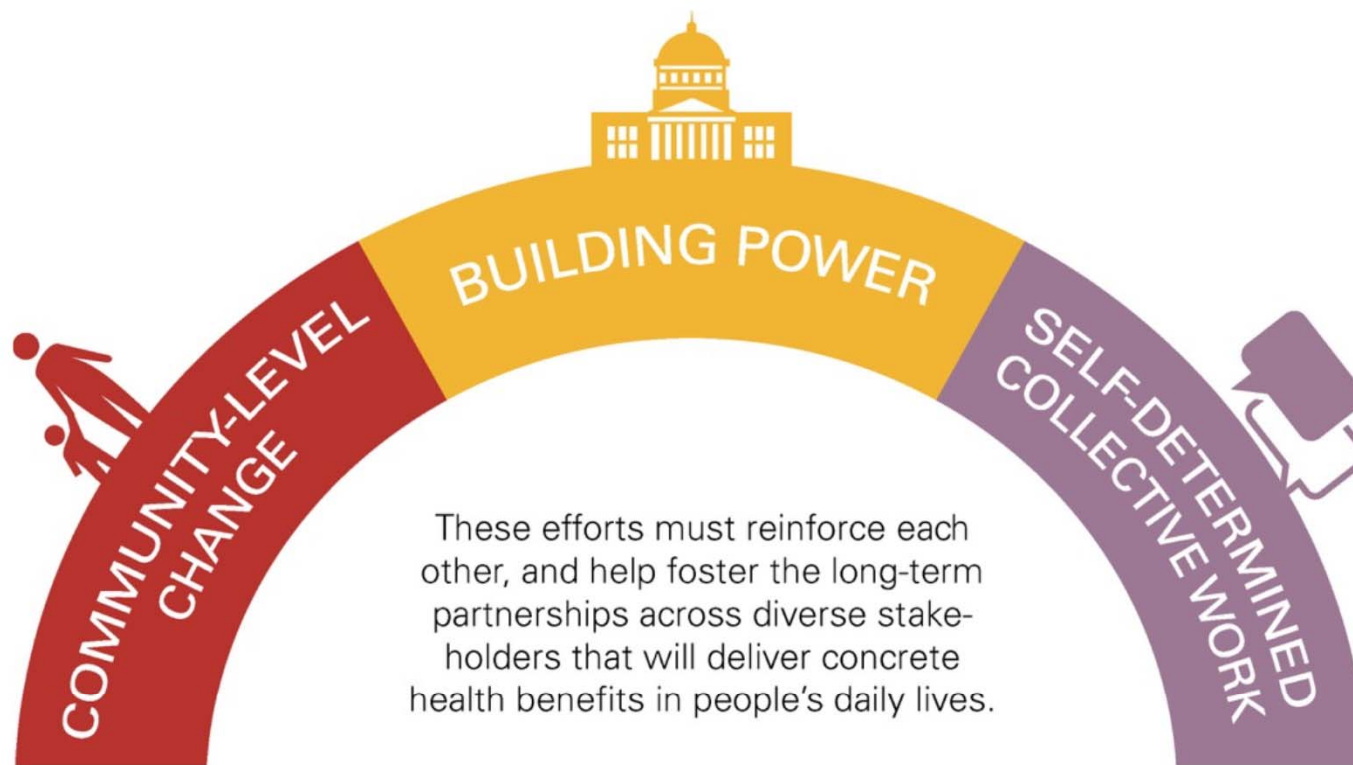 COMMUNITY-LEVEL
CHANGE
BUILDING POWER
SELF-DETERMINED
COLLECTIVE WORK
These efforts must reinforce each
other, and help foster the long-term
partnerships across diverse stake-
holders that will deliver concrete
health benefits in people’s daily lives.